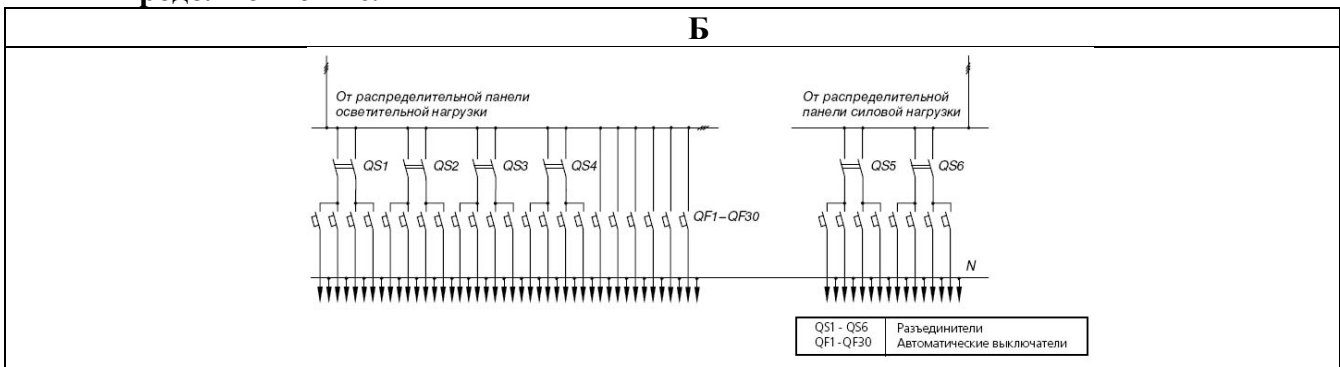 Б
От распределительной панели
осветительной нагрузки
От распределительной
панели силовой нагрузки
QS1
QS2
QS3
QS4
QS5
QS6
QF1–QF30
N
QS1 - QS6 Разъединители
QF1 -QF30 Автоматические выключатели